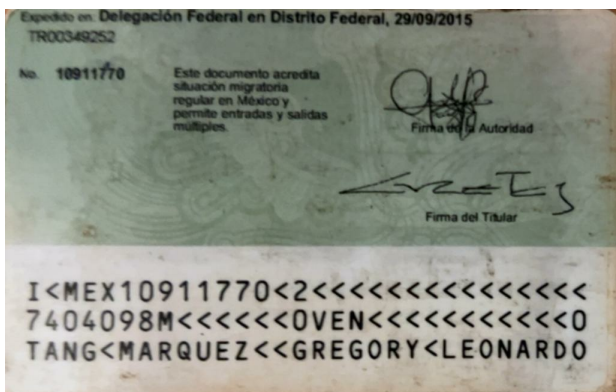 Expedido en: Delegación Federal en Distrito Federal, 29/09/2015
TR00349252
No. 10911770
Este documento acredita
situación migratoria
regular en México y
permite entradas y salidas
múltiples.
Firma de la Autoridad
Firma del Titular
I<MEX10911770<2<<<<<<<<<<<<<<<
7404098M<<<<<<0VEN<<<<<<<<<<<0
TANG<MARQUEZ<<GREGORY<LEONARDO